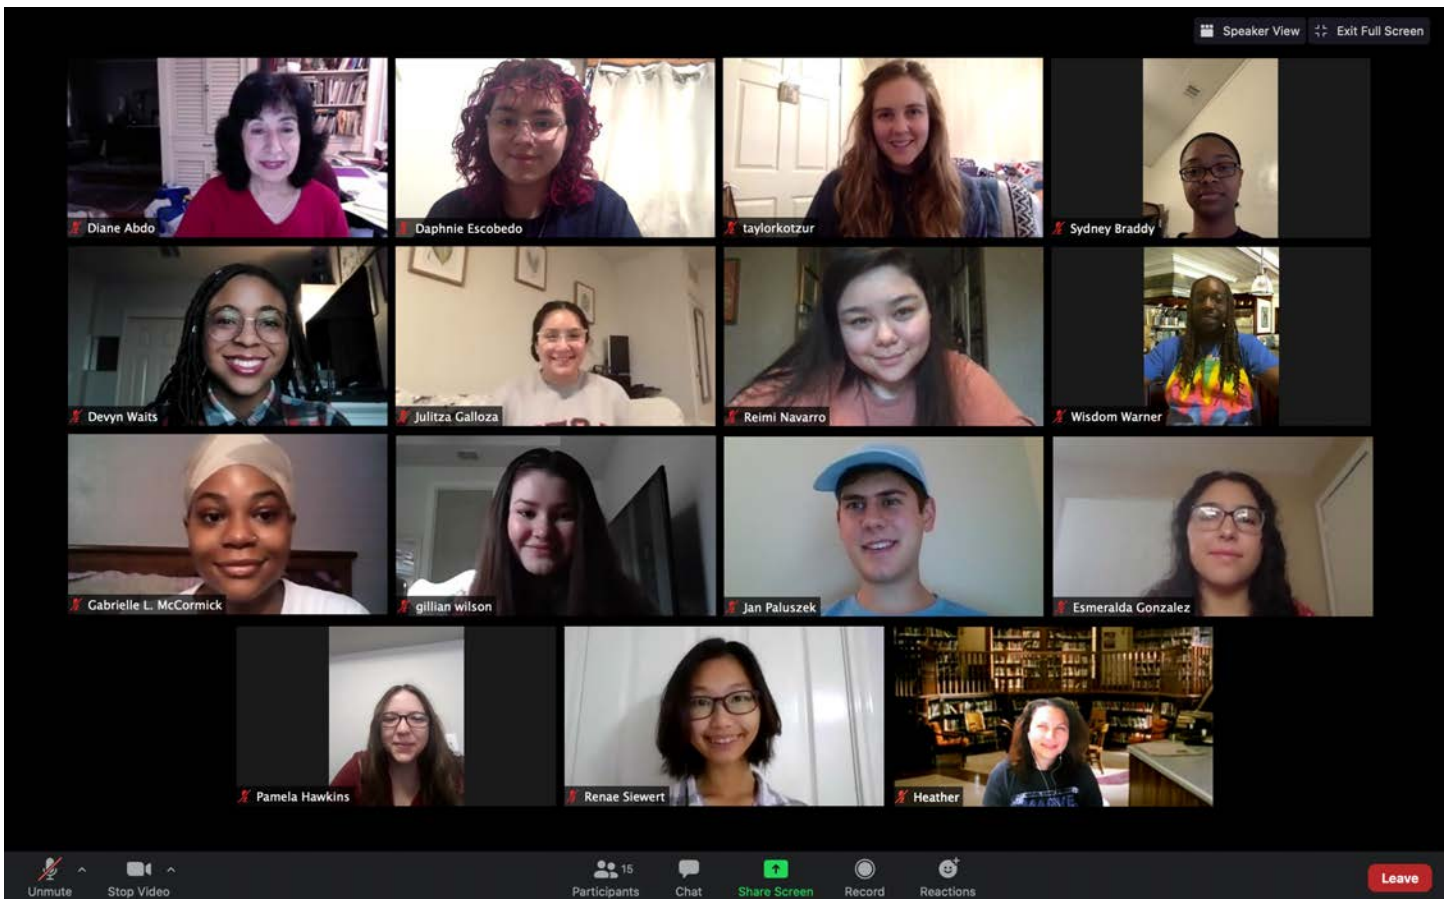 Speaker View Exit Full Screen
Diane Abdo
Daphnie Escobedo
taylorkotzur
Sydney Braddy
Devyn Waits
Julitza Galloza
Reimi Navarro
Wisdom Warner
Gabrielle L. McCormick
gillian wilson
Jan Paluszek
Esmeralda Gonzalez
Pamela Hawkins
Renae Siewert
Heather
15
Unmute Stop Video Participants Chat Share Screen Record Reactions Leave